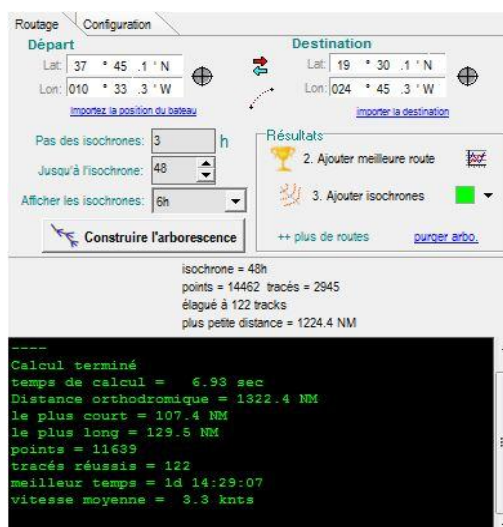 Routage Configuration
Départ Destination
Lat: 37 ° 45 .1 ' N Lat: 19 ° 30 .1 ' N
Lon: 010 ° 33 .3 ' W Lon: 024 ° 45 .3 ' W
Importez la position du bateau importer la destination
Pas des isochrones: 3 h
Jusqu'à l'isochrone: 48
Afficher les isochrones: 6h
Construire l'arborescence
Résultats
2. Ajouter meilleure route
3. Ajouter isochrones
++ plus de routes purger arbo.
isochrone = 48h
points = 14462 tracés = 2945
élagué à 122 tracks
plus petite distance = 1224.4 NM
----
Calcul terminé
temps de calcul = 6.93 sec
Distance orthodromique = 1322.4 NM
le plus court = 107.4 NM
le plus long = 129.5 NM
points = 11639
tracés réussis = 122
meilleur temps = 1d 14:29:07
vitesse moyenne = 3.3 knts